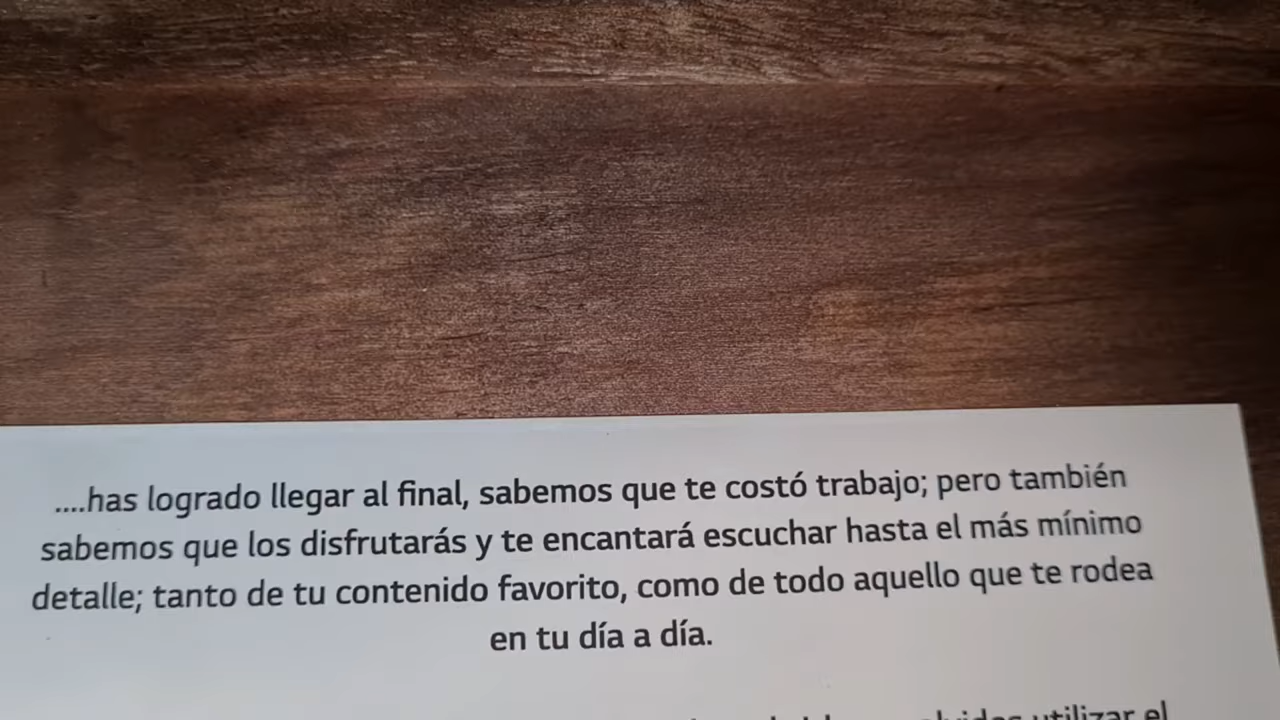 ....has logrado llegar al final, sabemos que te costó trabajo; pero también
sabemos que los disfrutarás y te encantará escuchar hasta el más mínimo
detalle; tanto de tu contenido favorito, como de todo aquello que te rodea
en tu día a día.
utilizar el